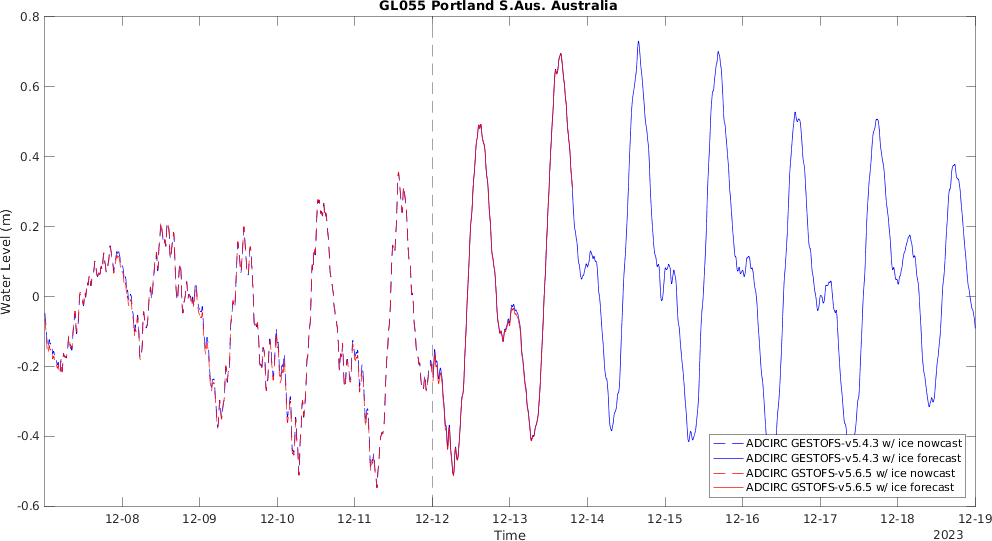 GL055 Portland S.Aus. Australia
0.8
0.6
0.4
0.2
0
-0.2
-0.4
-0.6
Water Level (m)
ADCIRC GESTOFS-v5.4.3 w/ ice nowcast
ADCIRC GESTOFS-v5.4.3 w/ ice forecast
ADCIRC GSTOFS-v5.6.5 w/ ice nowcast
ADCIRC GSTOFS-v5.6.5 w/ ice forecast
12-08 12-09 12-10 12-11 12-12 12-13 12-14 12-15 12-16 12-17 12-18 12-19
Time
2023